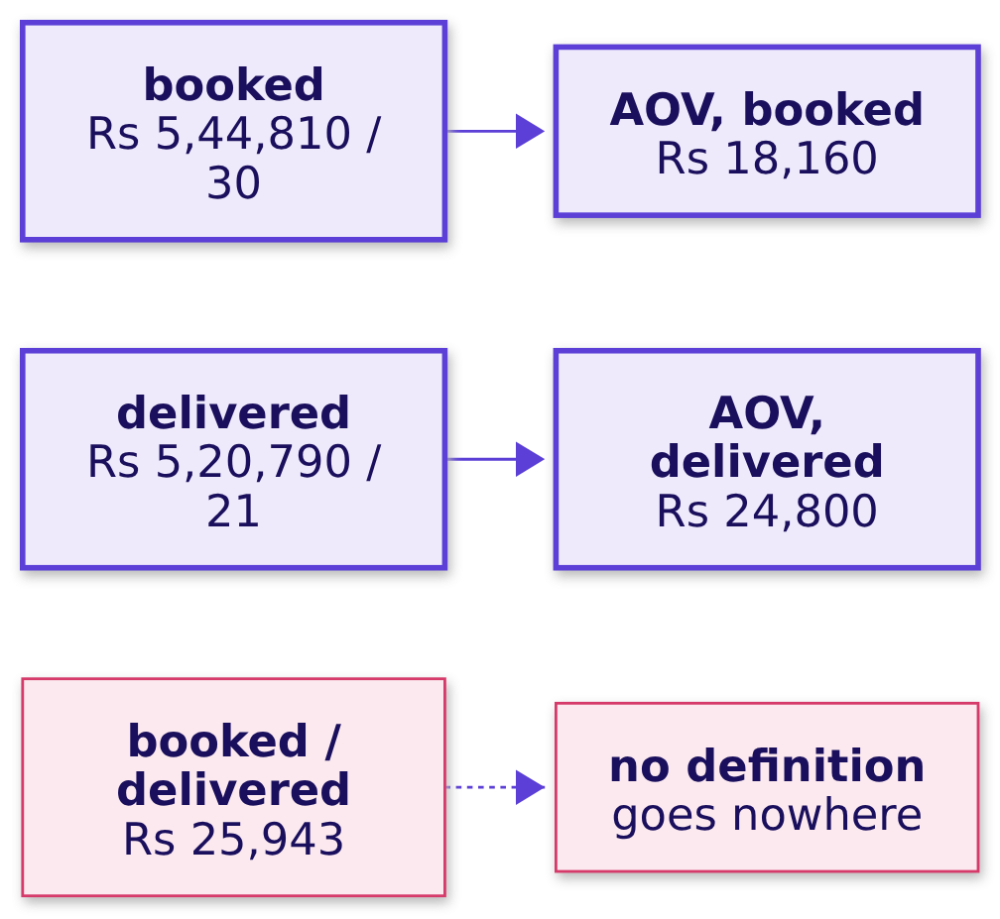 booked
Rs 5,44,810 /
30
AOV, booked
Rs 18,160
delivered
Rs 5,20,790 /
21
AOV,
delivered
Rs 24,800
booked /
delivered
Rs 25,943
no definition
goes nowhere